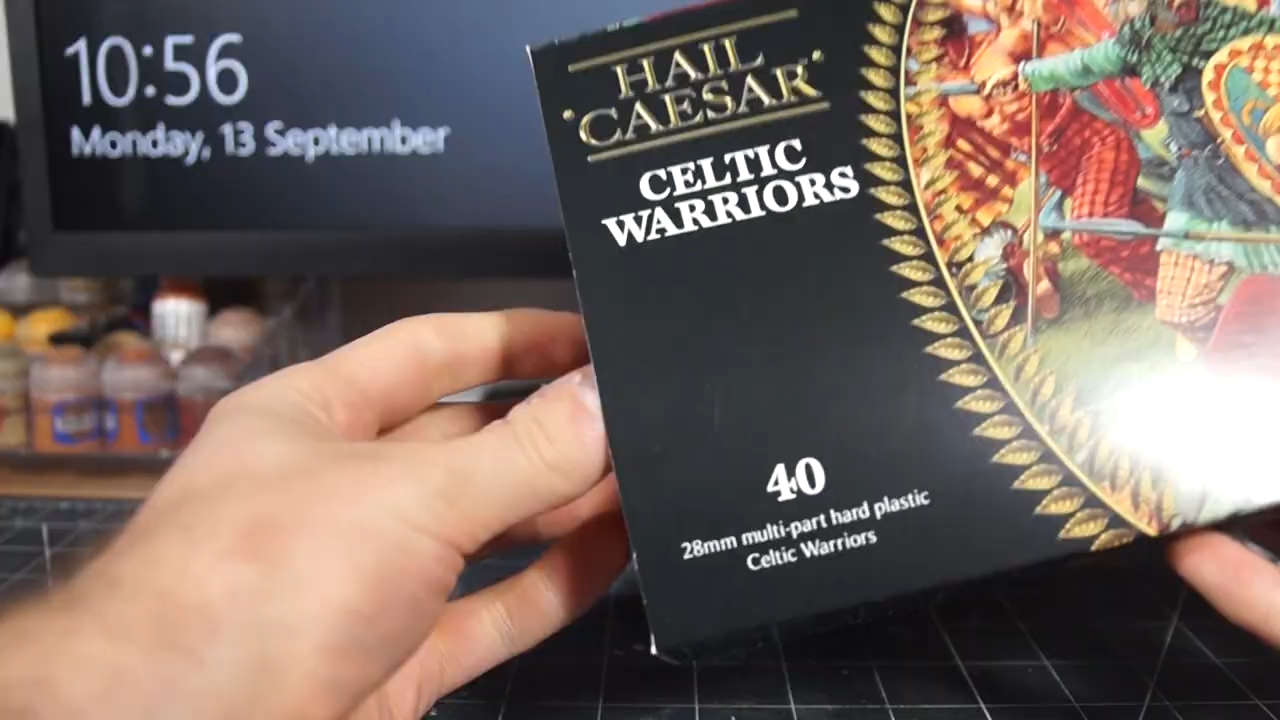 10:56
Monday, 13 September
HAIL
CAESAR
CELTIC
WARRIORS
40
28mm multi-part hard plastic
Celtic Warriors